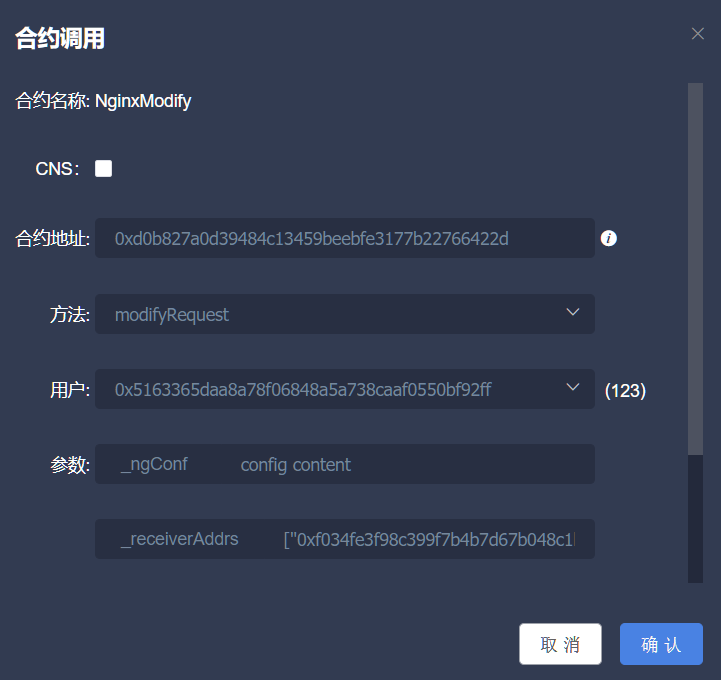 合约调用
合约名称: NginxModify
CNS:
合约地址: 0xd0b827a0d39484c13459beebfe3177b22766422d
方法: modifyRequest
用户: 0x5163365daa8a78f06848a5a738caaf0550bf92ff (123)
参数: _ngConf config content
_receiverAddrs ["0xf034fe3f98c399f7b4b7d67b048c1
取消 确认